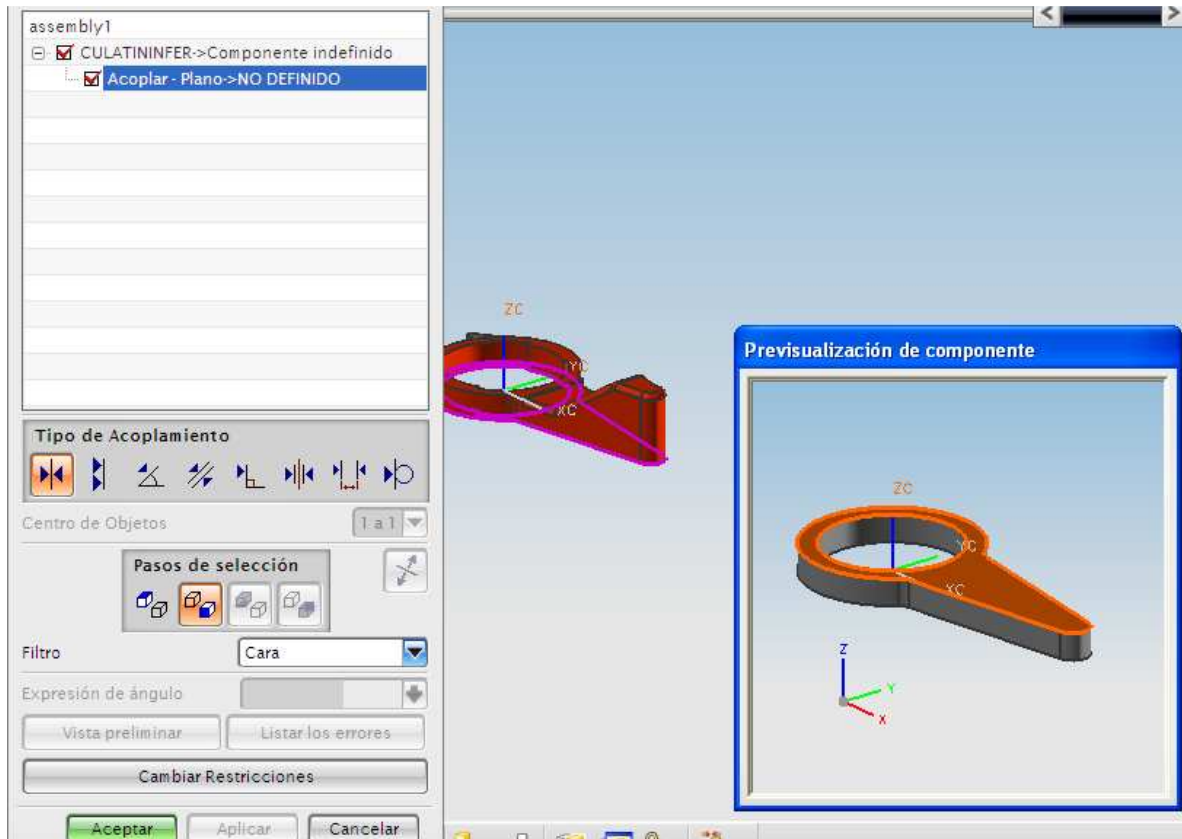 assembly1
CULATININFER->Componente indefinido
Acoplar - Plano->NO DEFINIDO
Tipo de Acoplamiento
Centro de Objetos
1 a 1
Pasos de selección
Filtro
Cara
Expresión de ángulo
Vista preliminar
Listar los errores
Cambiar Restricciones
Aceptar
Aplicar
Cancelar
ZC
YC
XC
Previsualización de componente
ZC
YC
XC
Z
Y
X